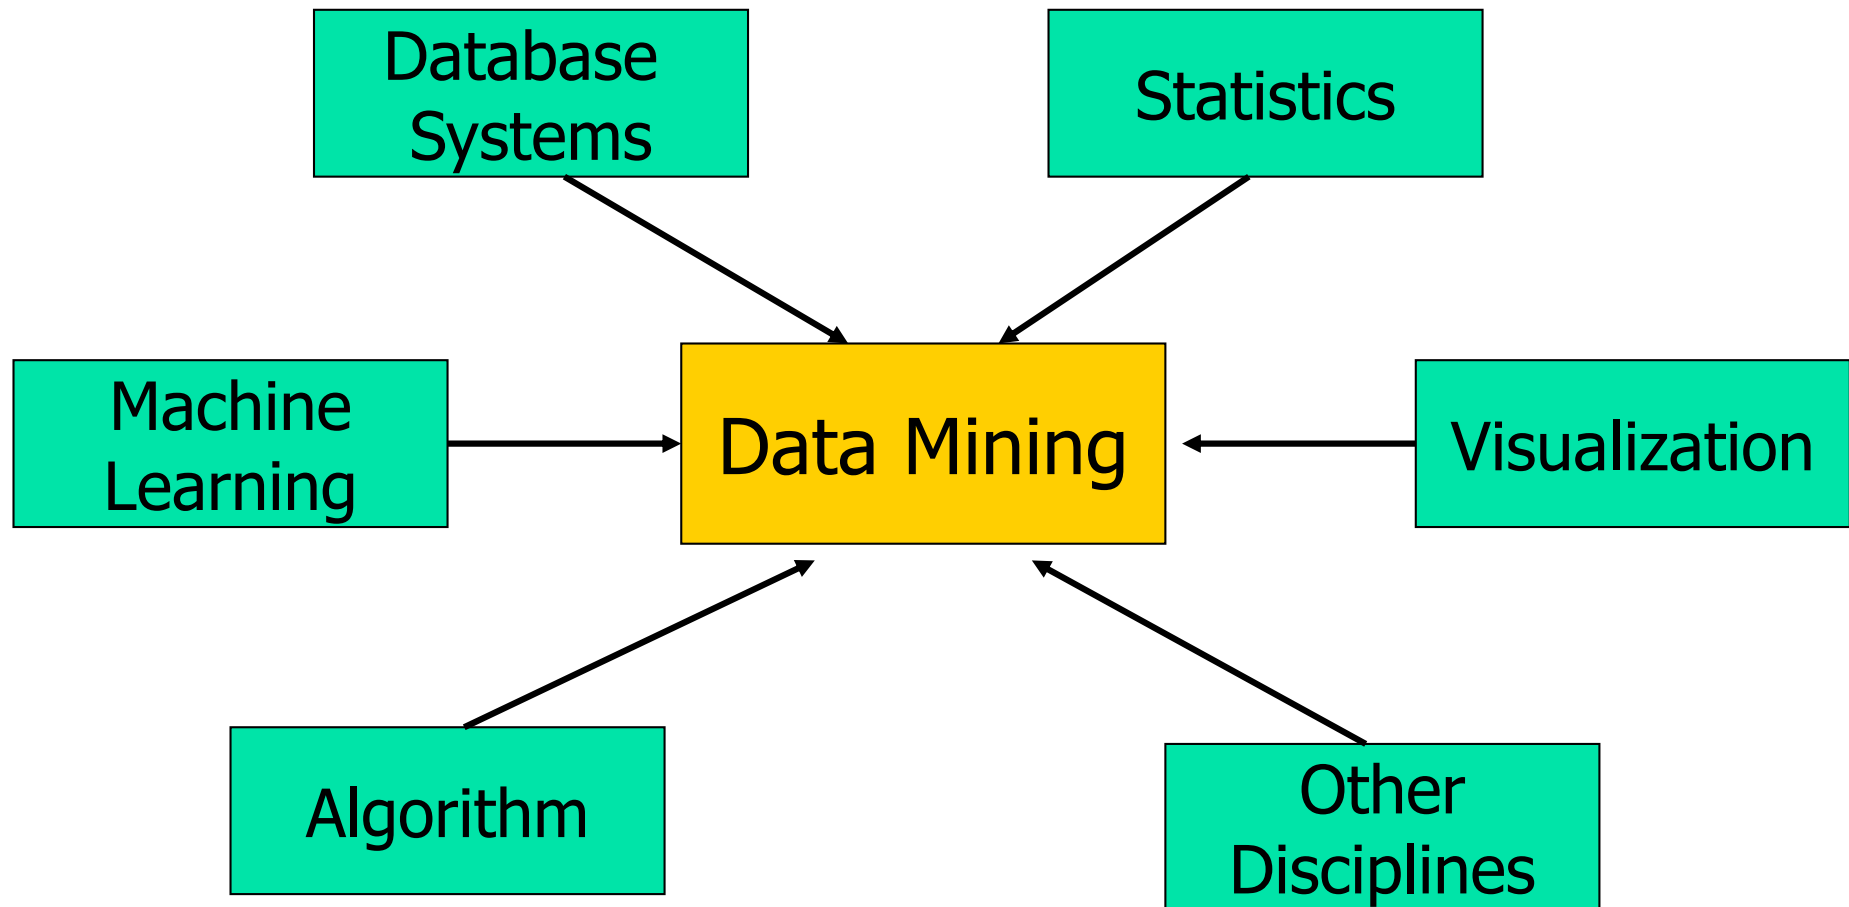 Database
Systems
Statistics
Machine
Learning
Data Mining
Visualization
Algorithm
Other
Disciplines